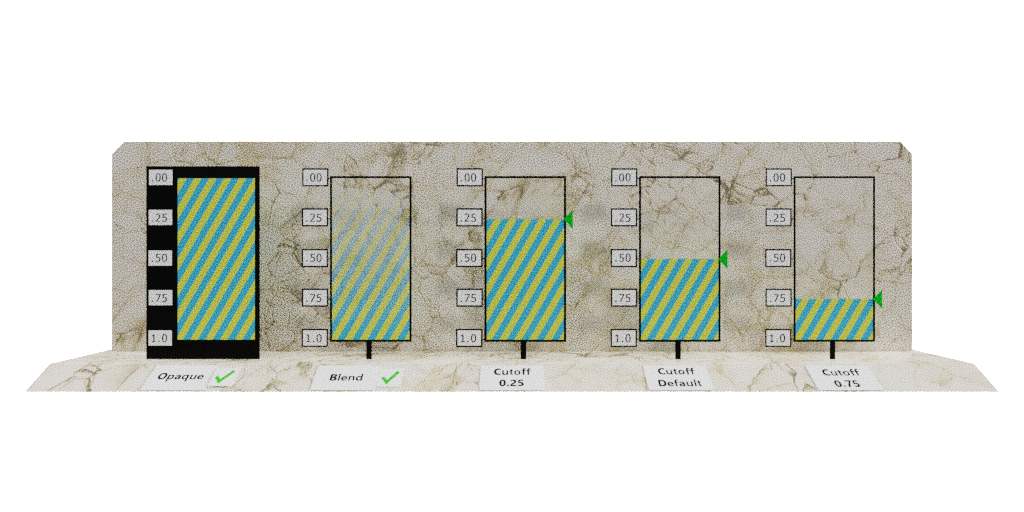 .00 .00 .00 .00 .00
.25 .25 .25 .25 .25
.50 .50 .50 .50 .50
.75 .75 .75 .75 .75
1.0 1.0 1.0 1.0 1.0
Opaque ✓ Blend ✓ Cutoff Cutoff Cutoff
0.25 Default 0.75